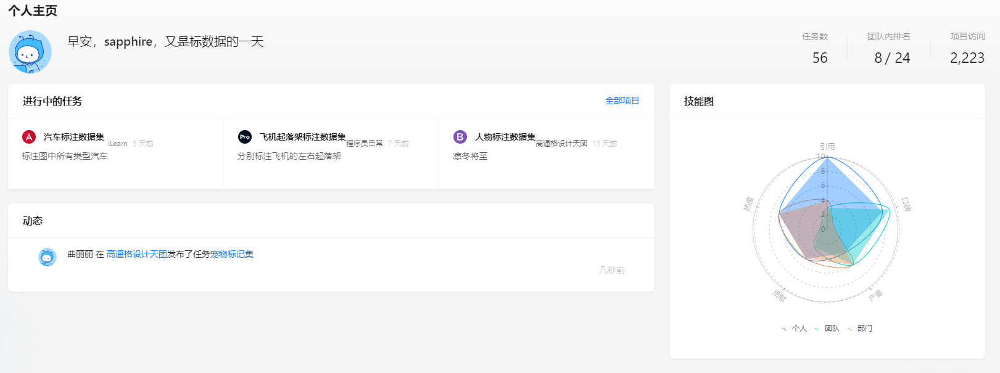 个人主页
早安，sapphire，又是标数据的一天
任务数
56
团队内排名
8 / 24
项目访问
2,223
进行中的任务
全部项目
A 汽车标注数据集 iLearn 5 天前
标注图中所有类型汽车
Pro 飞机起落架标注数据集 程序员日常 7 天前
分别标注飞机的左右起落架
B 人物标注数据集 高逼格设计天团 15 天前
凛冬将至
动态
曲丽丽 在 高逼格设计天团发布了任务宠物标记集
几秒前
技能图
引用
10
8
6
4
2
0
热度
口碑
贡献
产量
个人 团队 部门